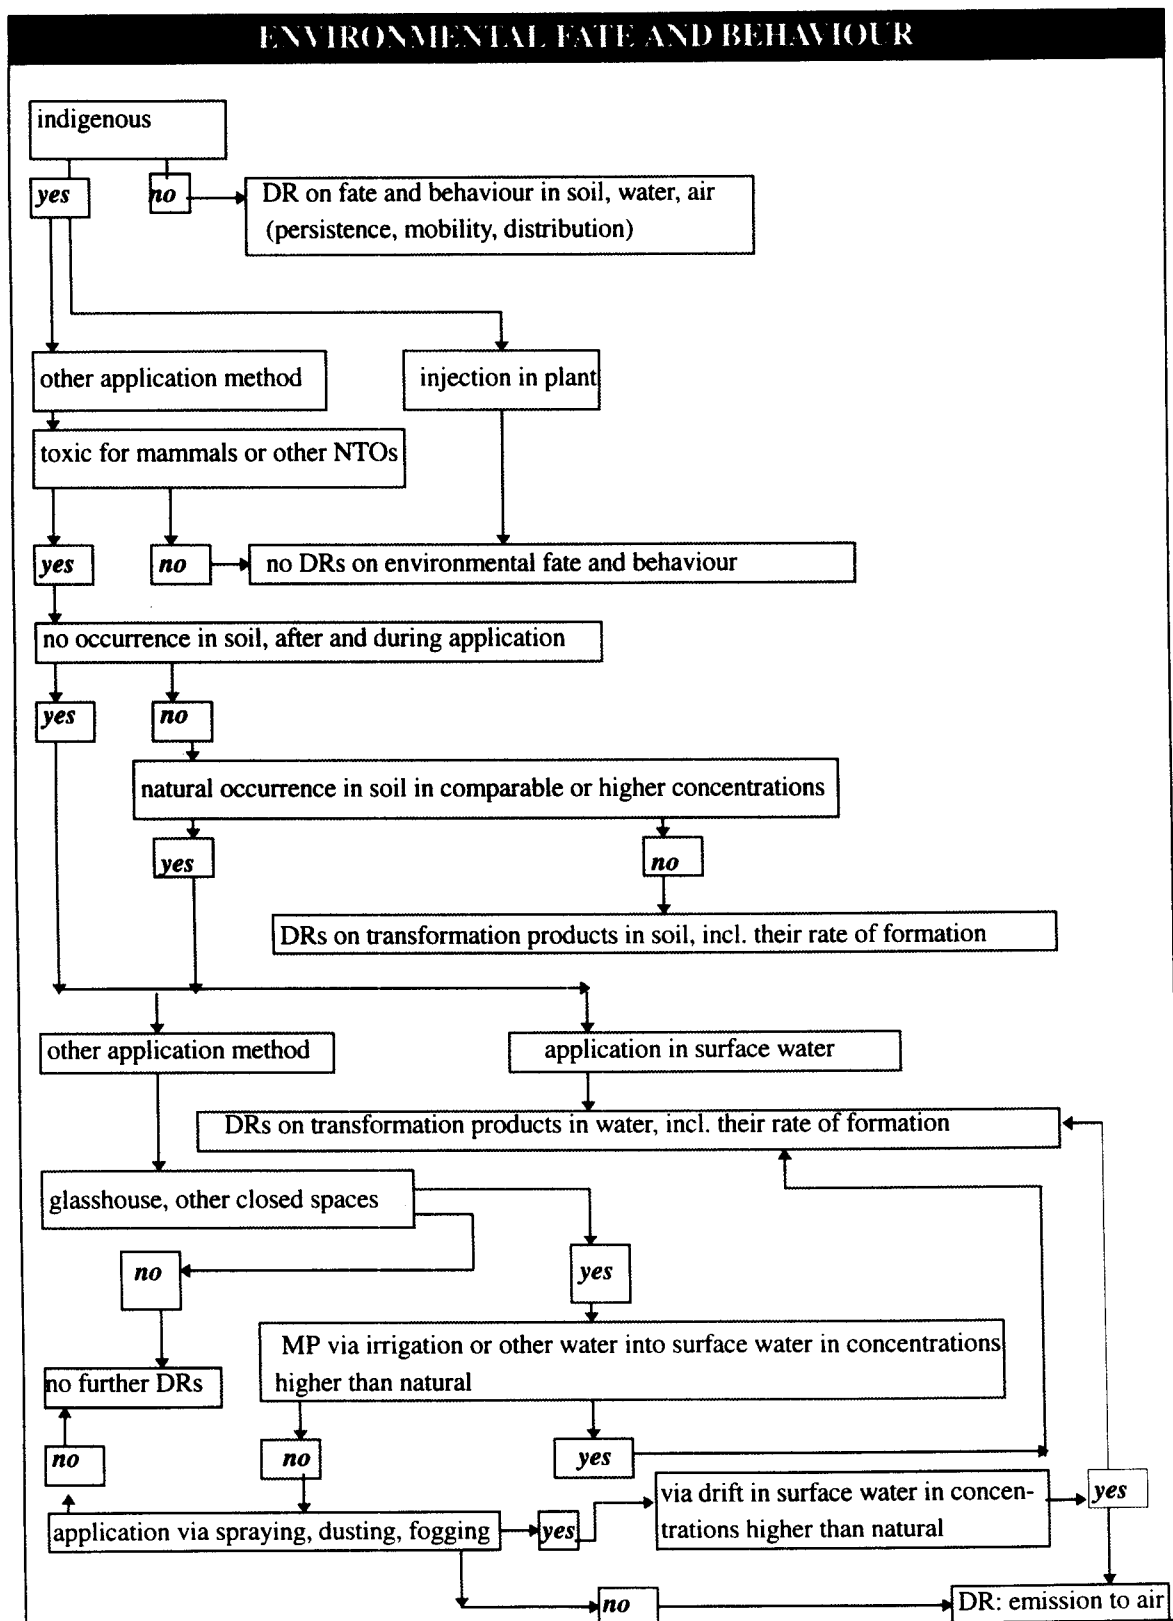 ENVIRONMENTAL FATE AND BEHAVIOUR
indigenous
yes
no
DR on fate and behaviour in soil, water, air
(persistence, mobility, distribution)
other application method
injection in plant
toxic for mammals or other NTOs
yes
no
no DRs on environmental fate and behaviour
no occurrence in soil, after and during application
yes
no
natural occurrence in soil in comparable or higher concentrations
yes
no
DRs on transformation products in soil, incl. their rate of formation
other application method
application in surface water
DRs on transformation products in water, incl. their rate of formation
glasshouse, other closed spaces
no
yes
MP via irrigation or other water into surface water in concentrations
higher than natural
no further DRs
no
no
yes
application via spraying, dusting, fogging
yes
via drift in surface water in concen-
trations higher than natural
yes
no
DR: emission to air